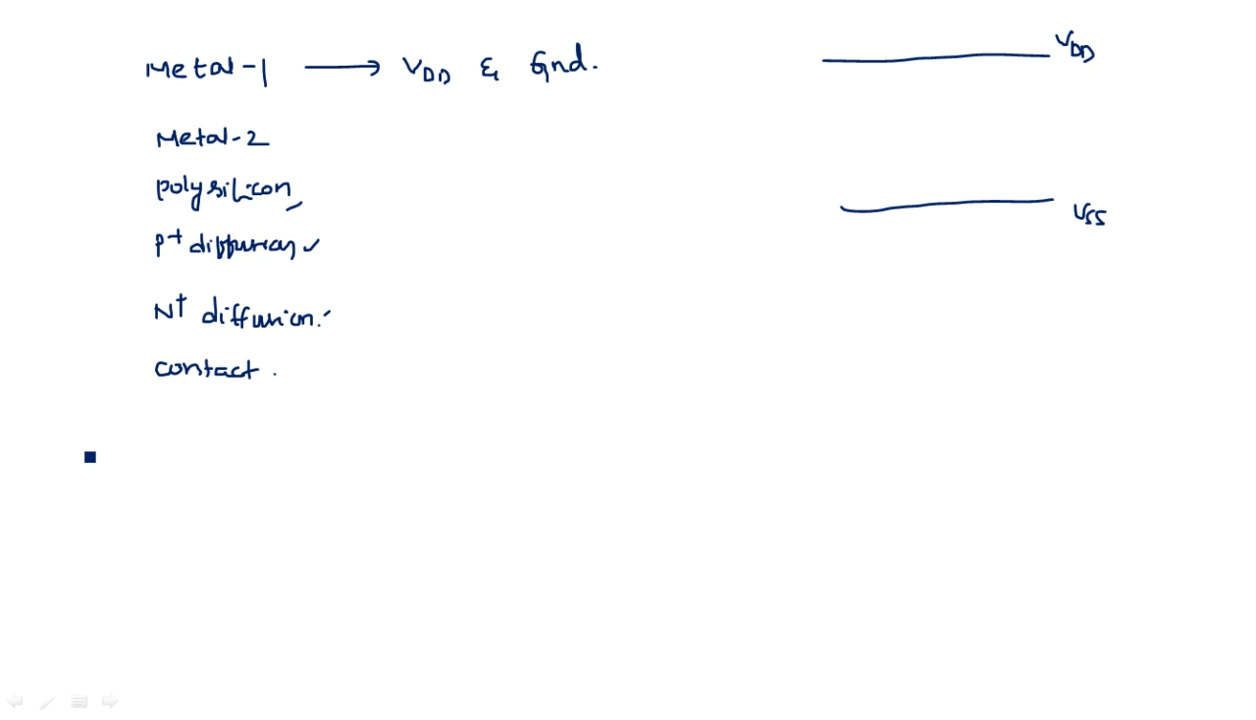 Metal-1 ⟶ VDD & Gnd.
Metal-2
polysilicon,
P+ diffusion
N+ diffusion.
contact.
VDD
VSS